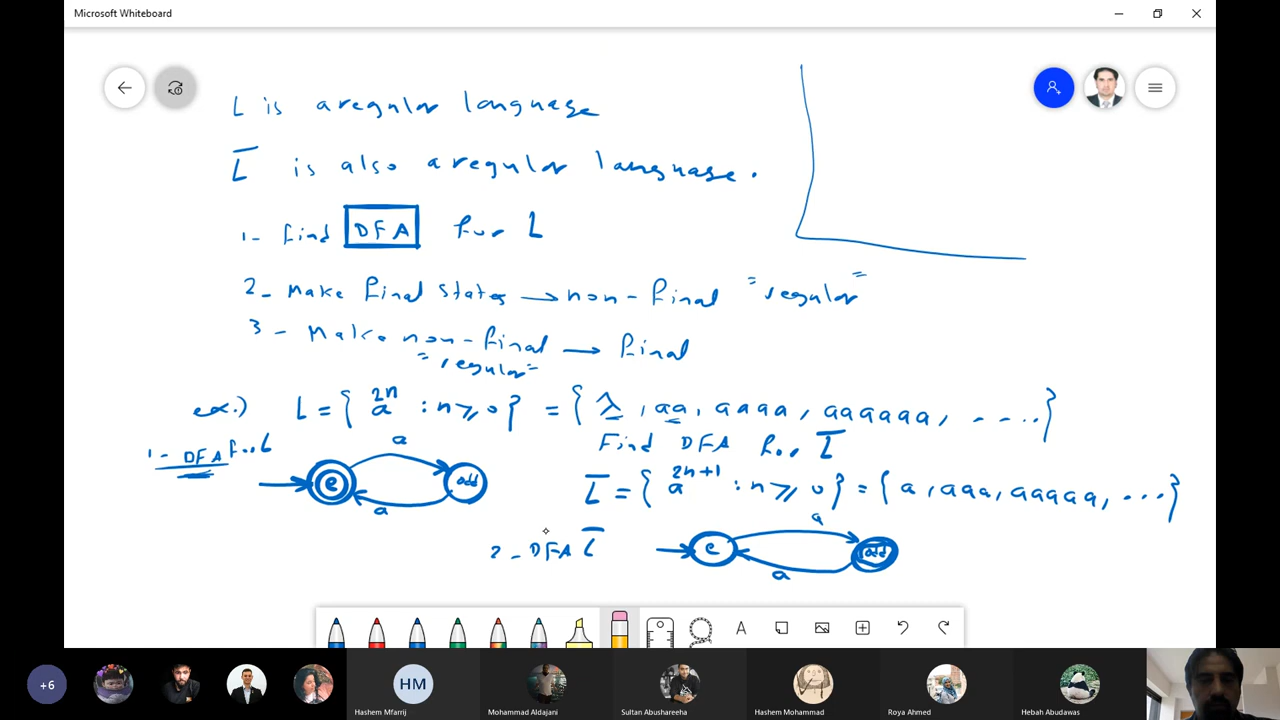 Microsoft Whiteboard
L is a regular language
L̅ is also a regular language.
1- find DFA for L
2- Make final states → non-final "regular"
3- Make non-final → final
"regular"
ex.) L = { a^2n : n ≥ 0 } = { λ, aa, aaaa, aaaaaa, ..... }
Find DFA for L̅
1- DFA for L
e a odd a
L̅ = { a^2n+1 : n ≥ 0 } = { a, aaa, aaaaa, ... }
2- DFA L̅
e a odd a
A
+6
HM
Hashem Mfarrij
Mohammad Aldajani
Sultan Abushareeha
Hashem Mohammad
Roya Ahmed
Hebah Abudawas